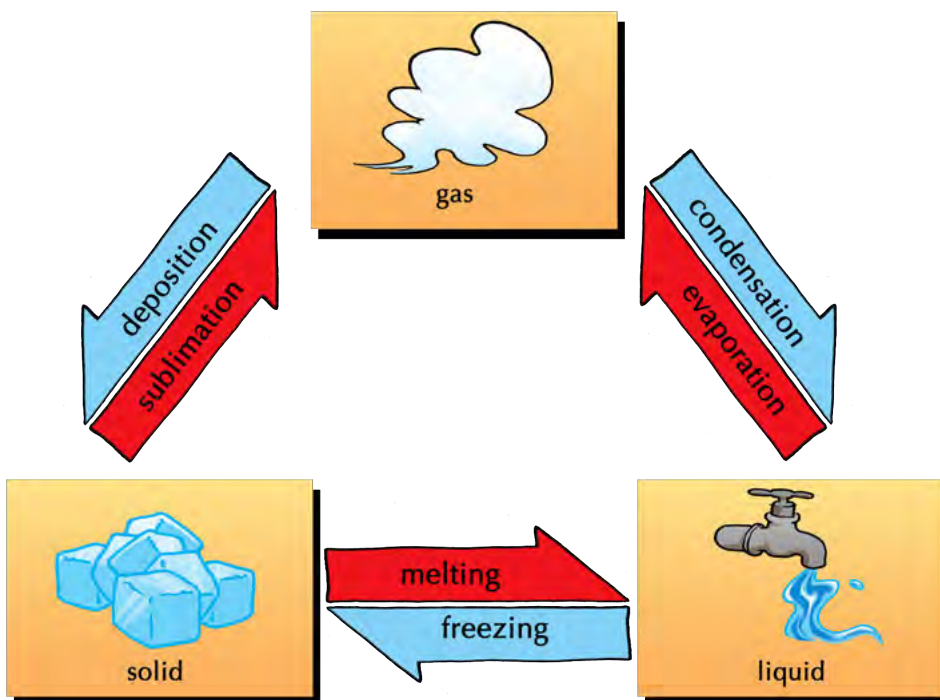 gas
deposition
sublimation
condensation
evaporation
solid
melting
freezing
liquid